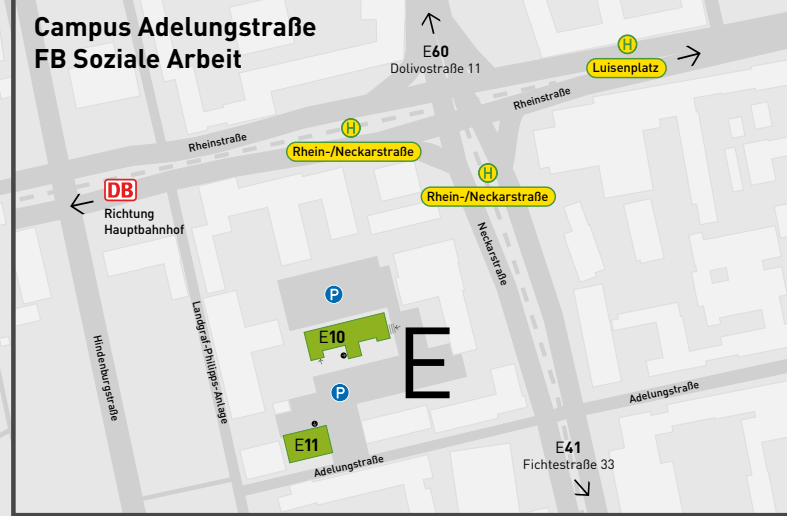 Campus Adelungstraße
FB Soziale Arbeit
E60
Dolivostraße 11
H
Luisenplatz
Rheinstraße
H
Rhein-/Neckarstraße
Rheinstraße
H
Rhein-/Neckarstraße
DB
Richtung
Hauptbahnhof
Neckarstraße
P
Landgraf-Philipps-Anlage
Hindenburgstraße
E10
E
P
Adelungstraße
E11
Adelungstraße
E41
Fichtestraße 33